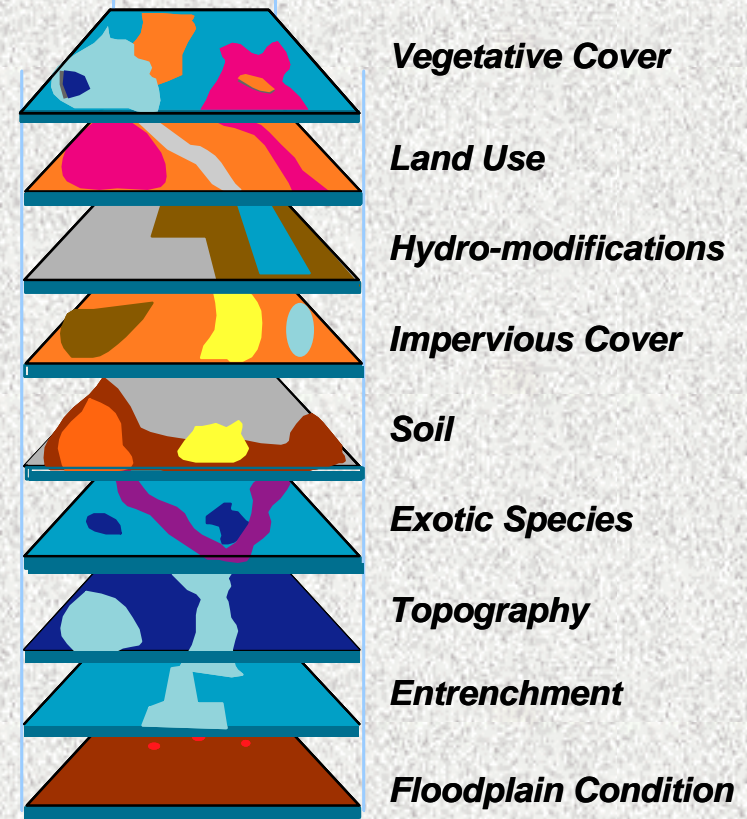 Vegetative Cover
Land Use
Hydro-modifications
Impervious Cover
Soil
Exotic Species
Topography
Entrenchment
Floodplain Condition